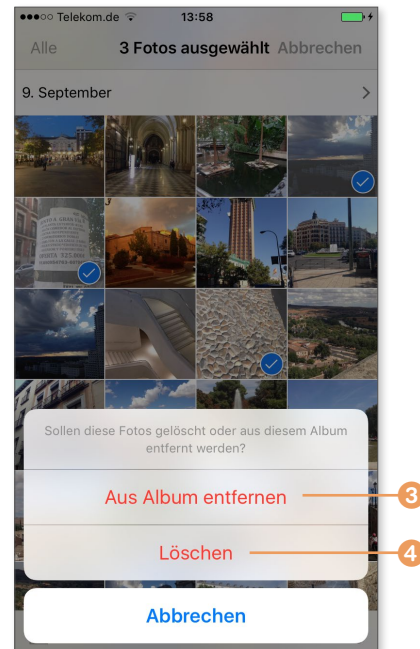 Telekom.de 13:58
Alle 3 Fotos ausgewählt Abbrechen
9. September
Sollen diese Fotos gelöscht oder aus diesem Album
entfernt werden?
Aus Album entfernen 3
Löschen 4
Abbrechen